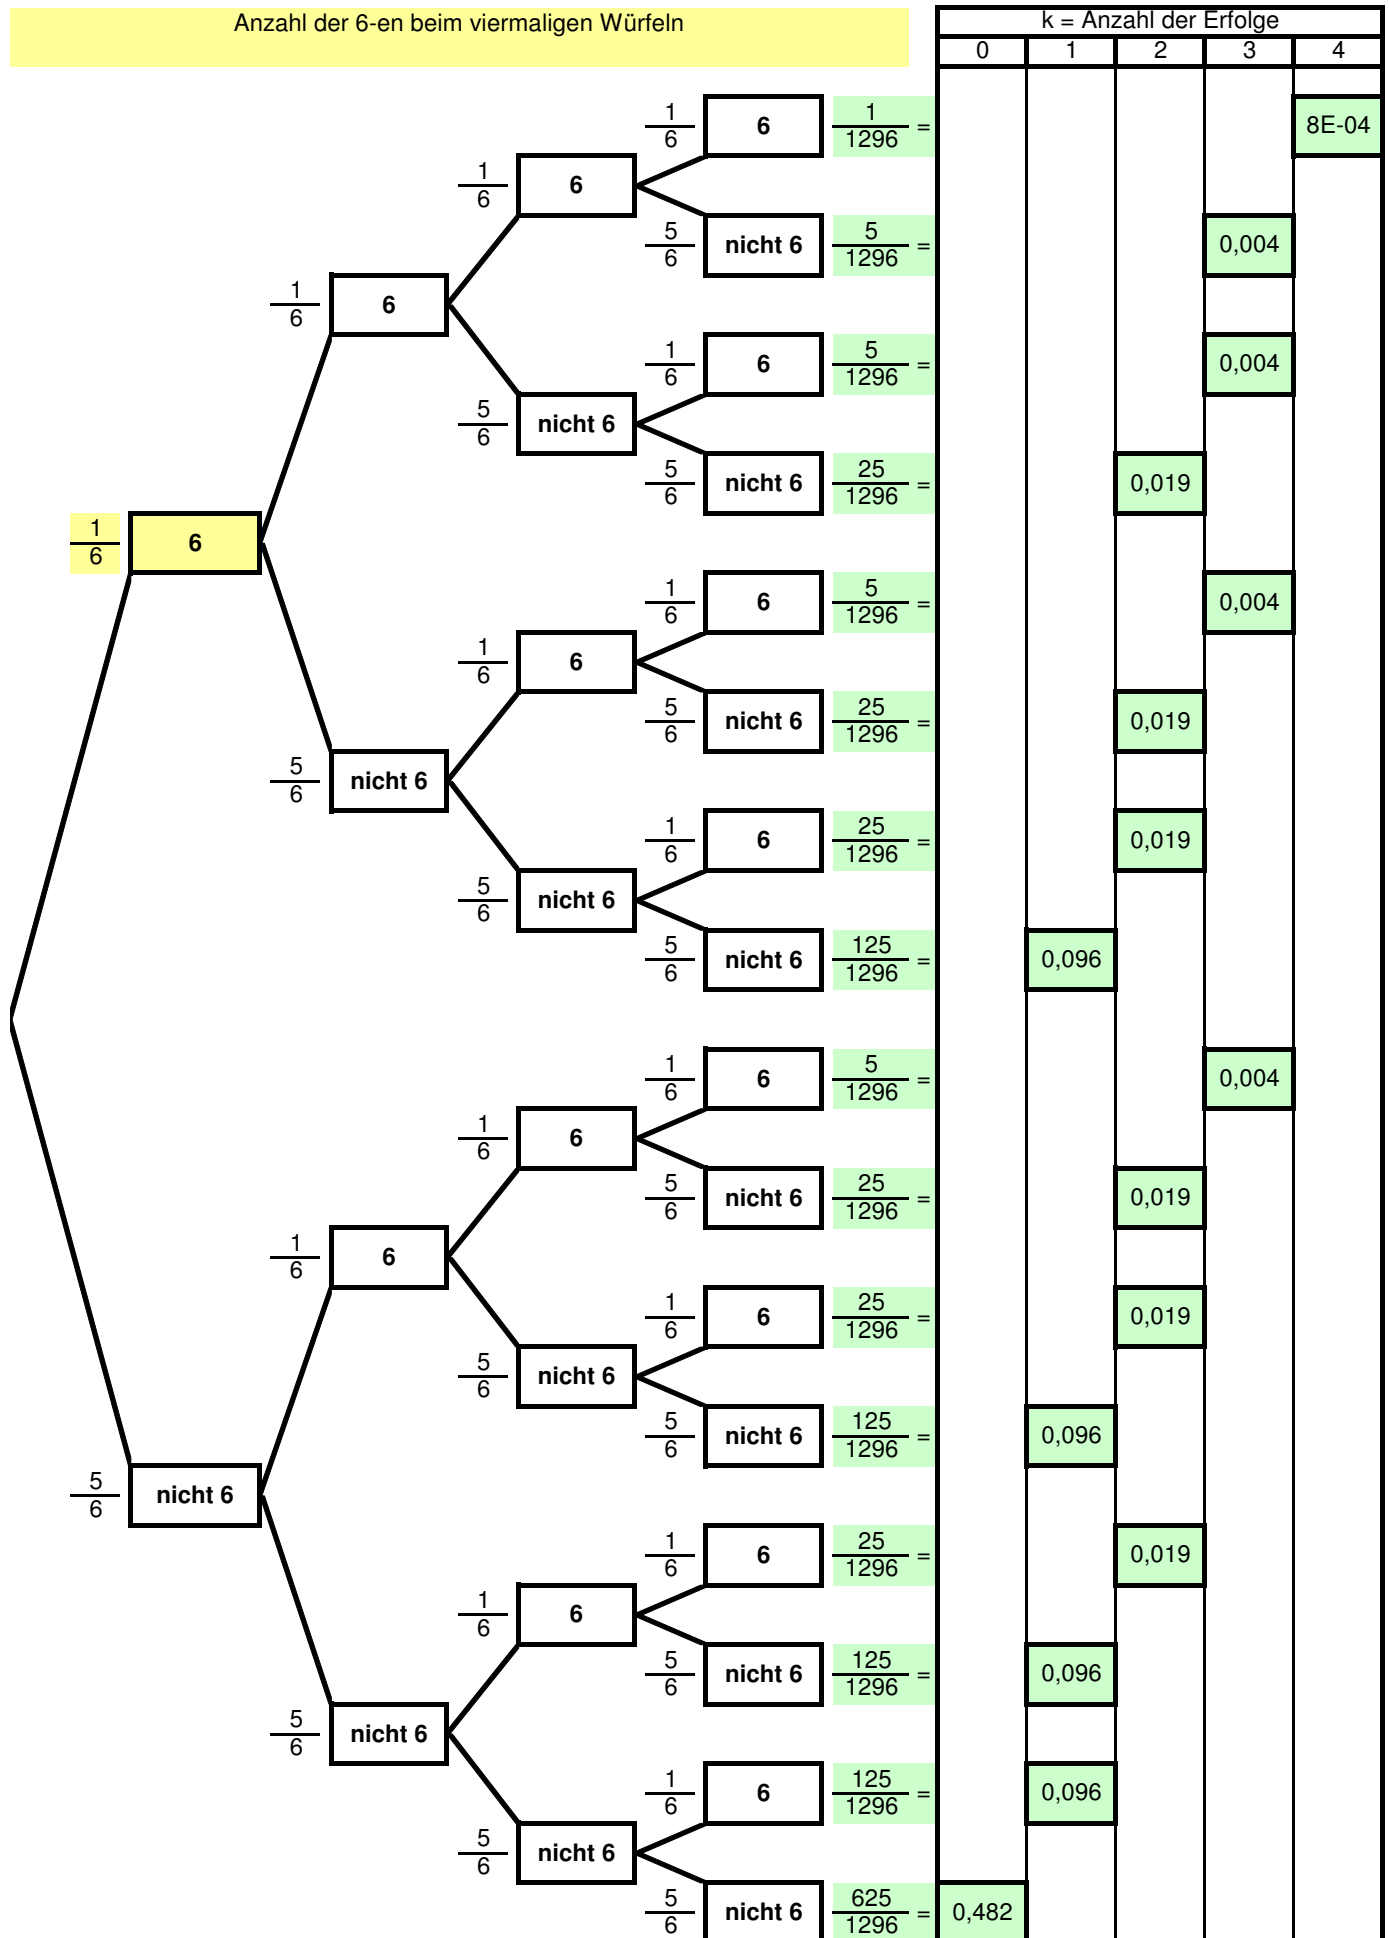 Anzahl der 6-en beim viermaligen Würfeln
k = Anzahl der Erfolge
0 1 2 3 4
1/6 6 1/1296 = 8E-04
1/6 6
5/6 nicht 6 5/1296 = 0,004
1/6 6
1/6 6 5/1296 = 0,004
5/6 nicht 6
5/6 nicht 6 25/1296 = 0,019
1/6 6
1/6 6 5/1296 = 0,004
1/6 6
5/6 nicht 6 25/1296 = 0,019
5/6 nicht 6
1/6 6 25/1296 = 0,019
5/6 nicht 6
5/6 nicht 6 125/1296 = 0,096
1/6 6 5/1296 = 0,004
1/6 6
5/6 nicht 6 25/1296 = 0,019
1/6 6
1/6 6 25/1296 = 0,019
5/6 nicht 6
5/6 nicht 6 125/1296 = 0,096
5/6 nicht 6
1/6 6 25/1296 = 0,019
1/6 6
5/6 nicht 6 125/1296 = 0,096
5/6 nicht 6
1/6 6 125/1296 = 0,096
5/6 nicht 6
5/6 nicht 6 625/1296 = 0,482